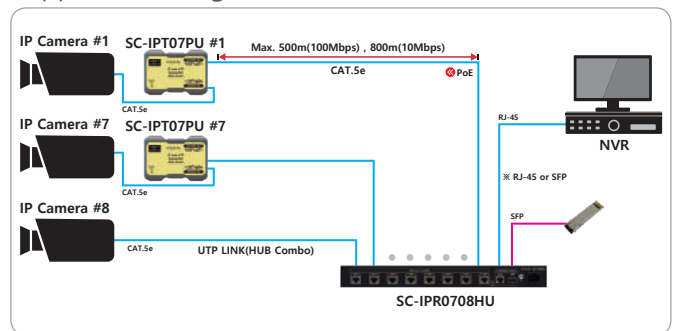 IP Camera #1
SC-IPT07PU #1
Max. 500m(100Mbps) , 800m(10Mbps)
CAT.5e
PoE
CAT.5e
IP Camera #7
SC-IPT07PU #7
CAT.5e
RJ-45
NVR
※ RJ-45 or SFP
IP Camera #8
SFP
CAT.5e
UTP LINK(HUB Combo)
SC-IPR0708HU